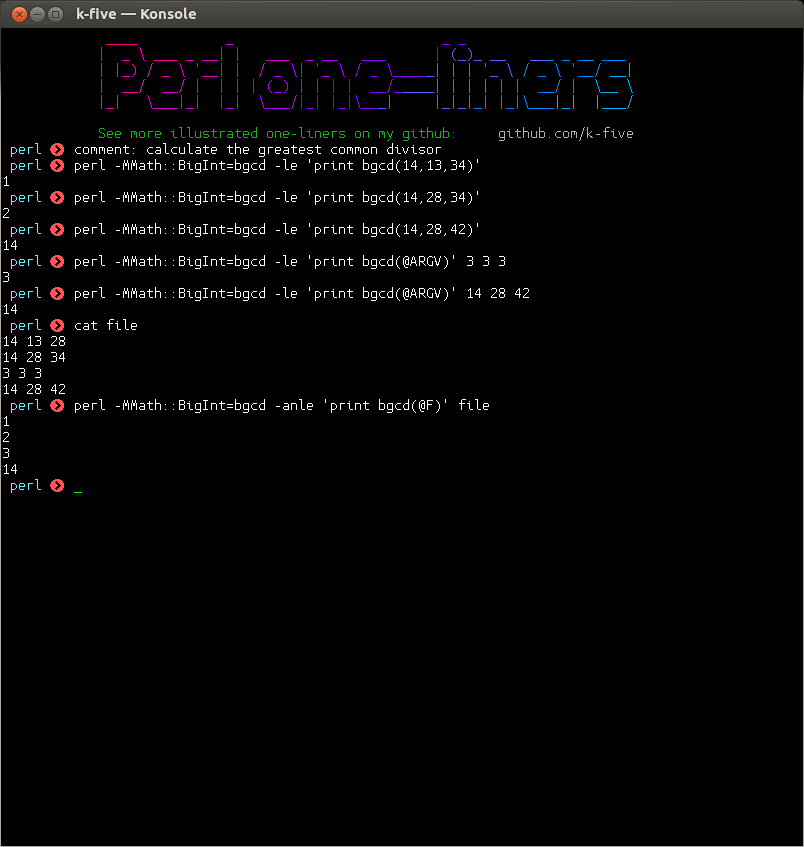 k-five — Konsole
Perl one-liners
See more illustrated one-liners on my github: github.com/k-five
perl comment: calculate the greatest common divisor
perl perl -MMath::BigInt=bgcd -le 'print bgcd(14,13,34)'
1
perl perl -MMath::BigInt=bgcd -le 'print bgcd(14,28,34)'
2
perl perl -MMath::BigInt=bgcd -le 'print bgcd(14,28,42)'
14
perl perl -MMath::BigInt=bgcd -le 'print bgcd(@ARGV)' 3 3 3
3
perl perl -MMath::BigInt=bgcd -le 'print bgcd(@ARGV)' 14 28 42
14
perl cat file
14 13 28
14 28 34
3 3 3
14 28 42
perl perl -MMath::BigInt=bgcd -anle 'print bgcd(@F)' file
1
2
3
14
perl _